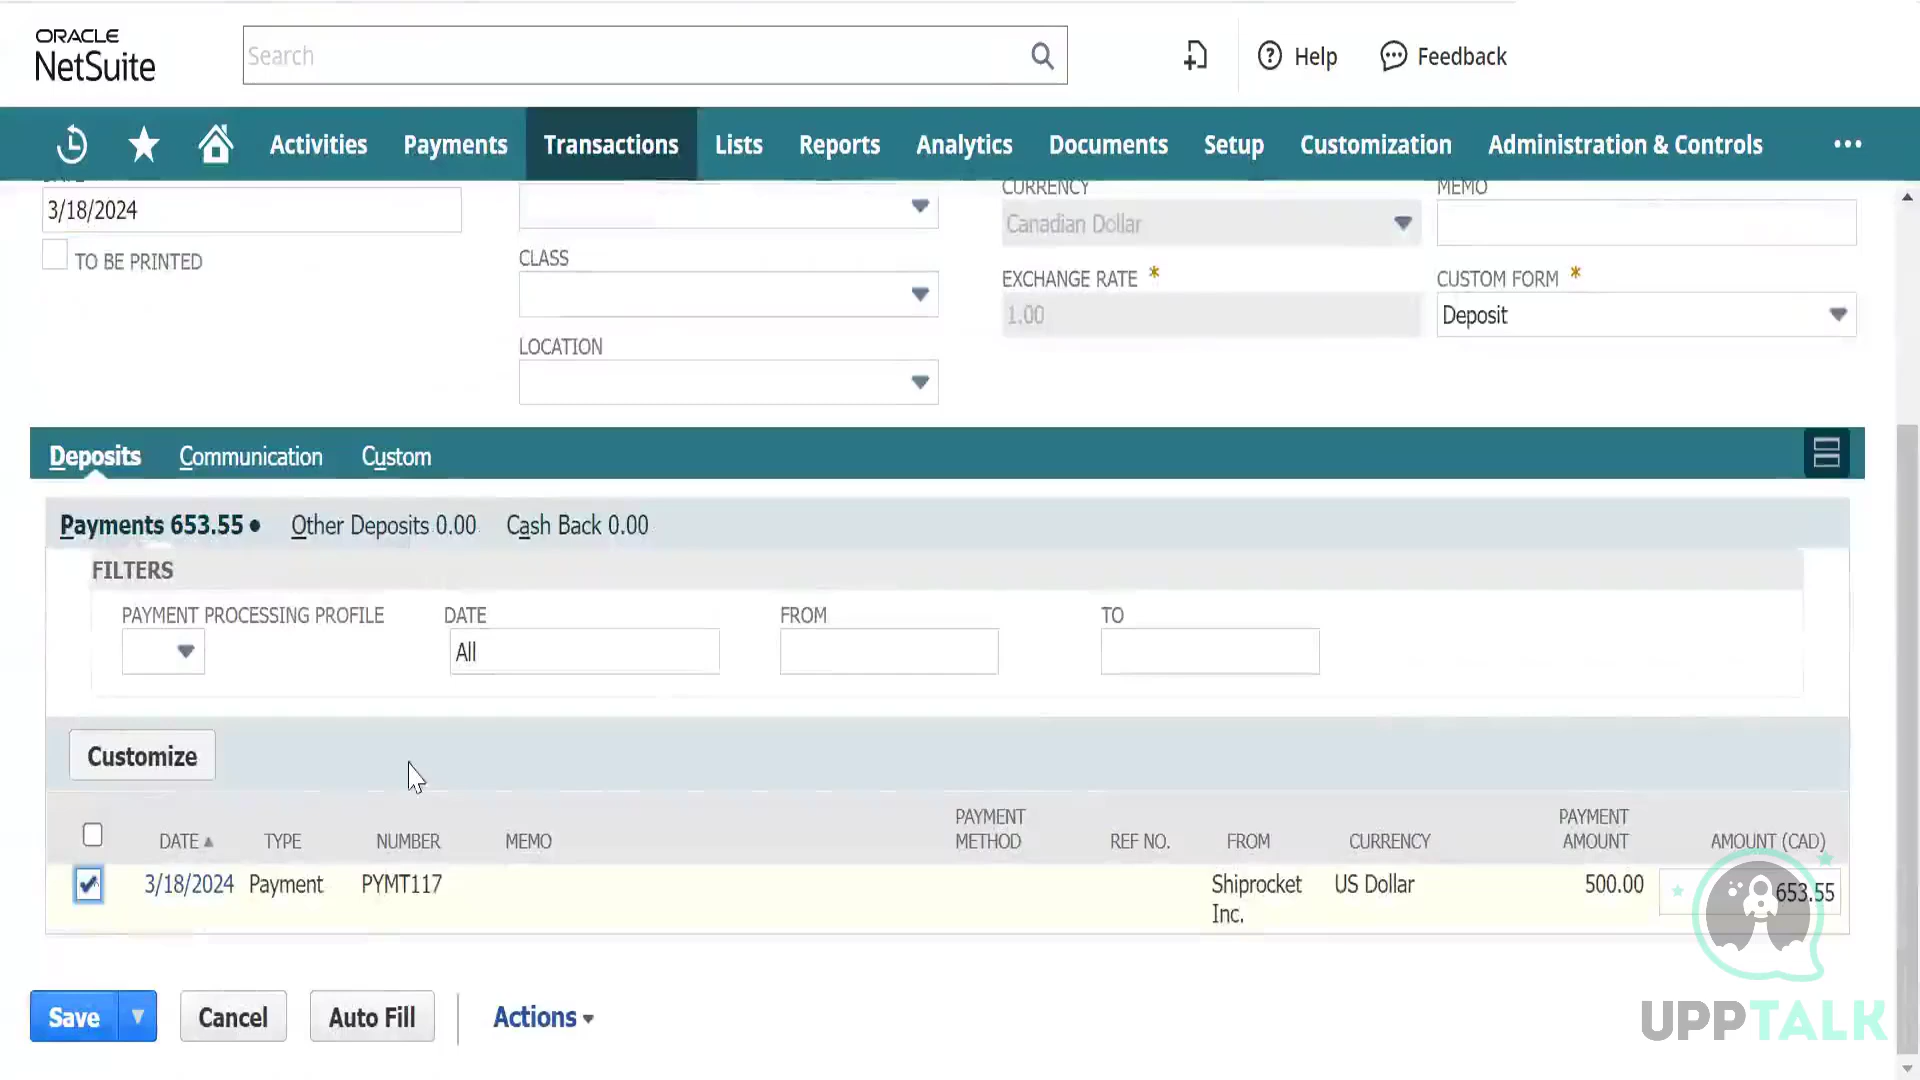 ORACLE
NetSuite
Search
Help
Feedback
Activities
Payments
Transactions
Lists
Reports
Analytics
Documents
Setup
Customization
Administration & Controls
CURRENCY
MEMO
3/18/2024
Canadian Dollar
TO BE PRINTED
CLASS
EXCHANGE RATE *
CUSTOM FORM *
1.00
Deposit
LOCATION
Deposits
Communication
Custom
Payments 653.55 •
Other Deposits 0.00
Cash Back 0.00
FILTERS
PAYMENT PROCESSING PROFILE
DATE
FROM
TO
All
Customize
DATE
TYPE
NUMBER
MEMO
PAYMENT
METHOD
REF NO.
FROM
CURRENCY
PAYMENT
AMOUNT
AMOUNT (CAD)
3/18/2024
Payment
PYMT117
Shiprocket
Inc.
US Dollar
500.00
653.55
Save
Cancel
Auto Fill
Actions
UPPTALK